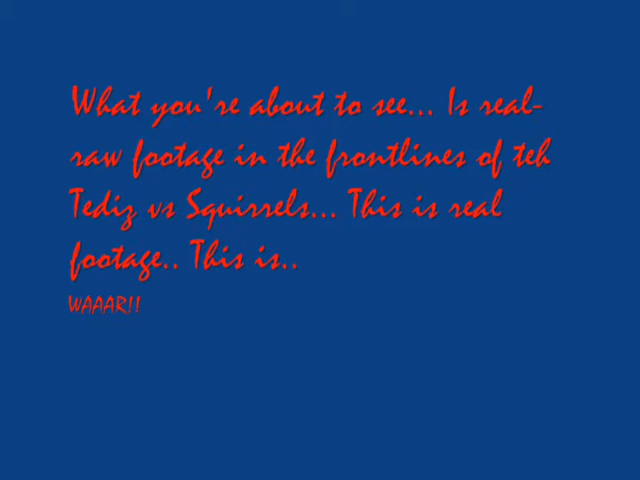 What you're about to see... Is real-
raw footage in the frontlines of teh
Tediz vs Squirrels... This is real
footage.. This is..
WAAAR!!